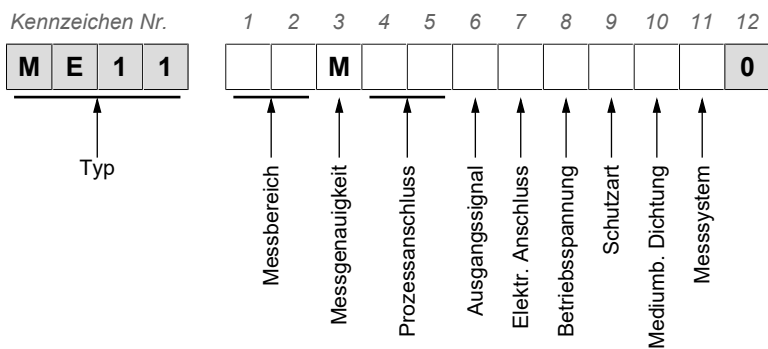 Kennzeichen Nr. 1 2 3 4 5 6 7 8 9 10 11 12
M E 1 1 M 0
Typ
Messbereich
Messgenauigkeit
Prozessanschluss
Ausgangssignal
Elektr. Anschluss
Betriebsspannung
Schutzart
Mediumb. Dichtung
Messsystem